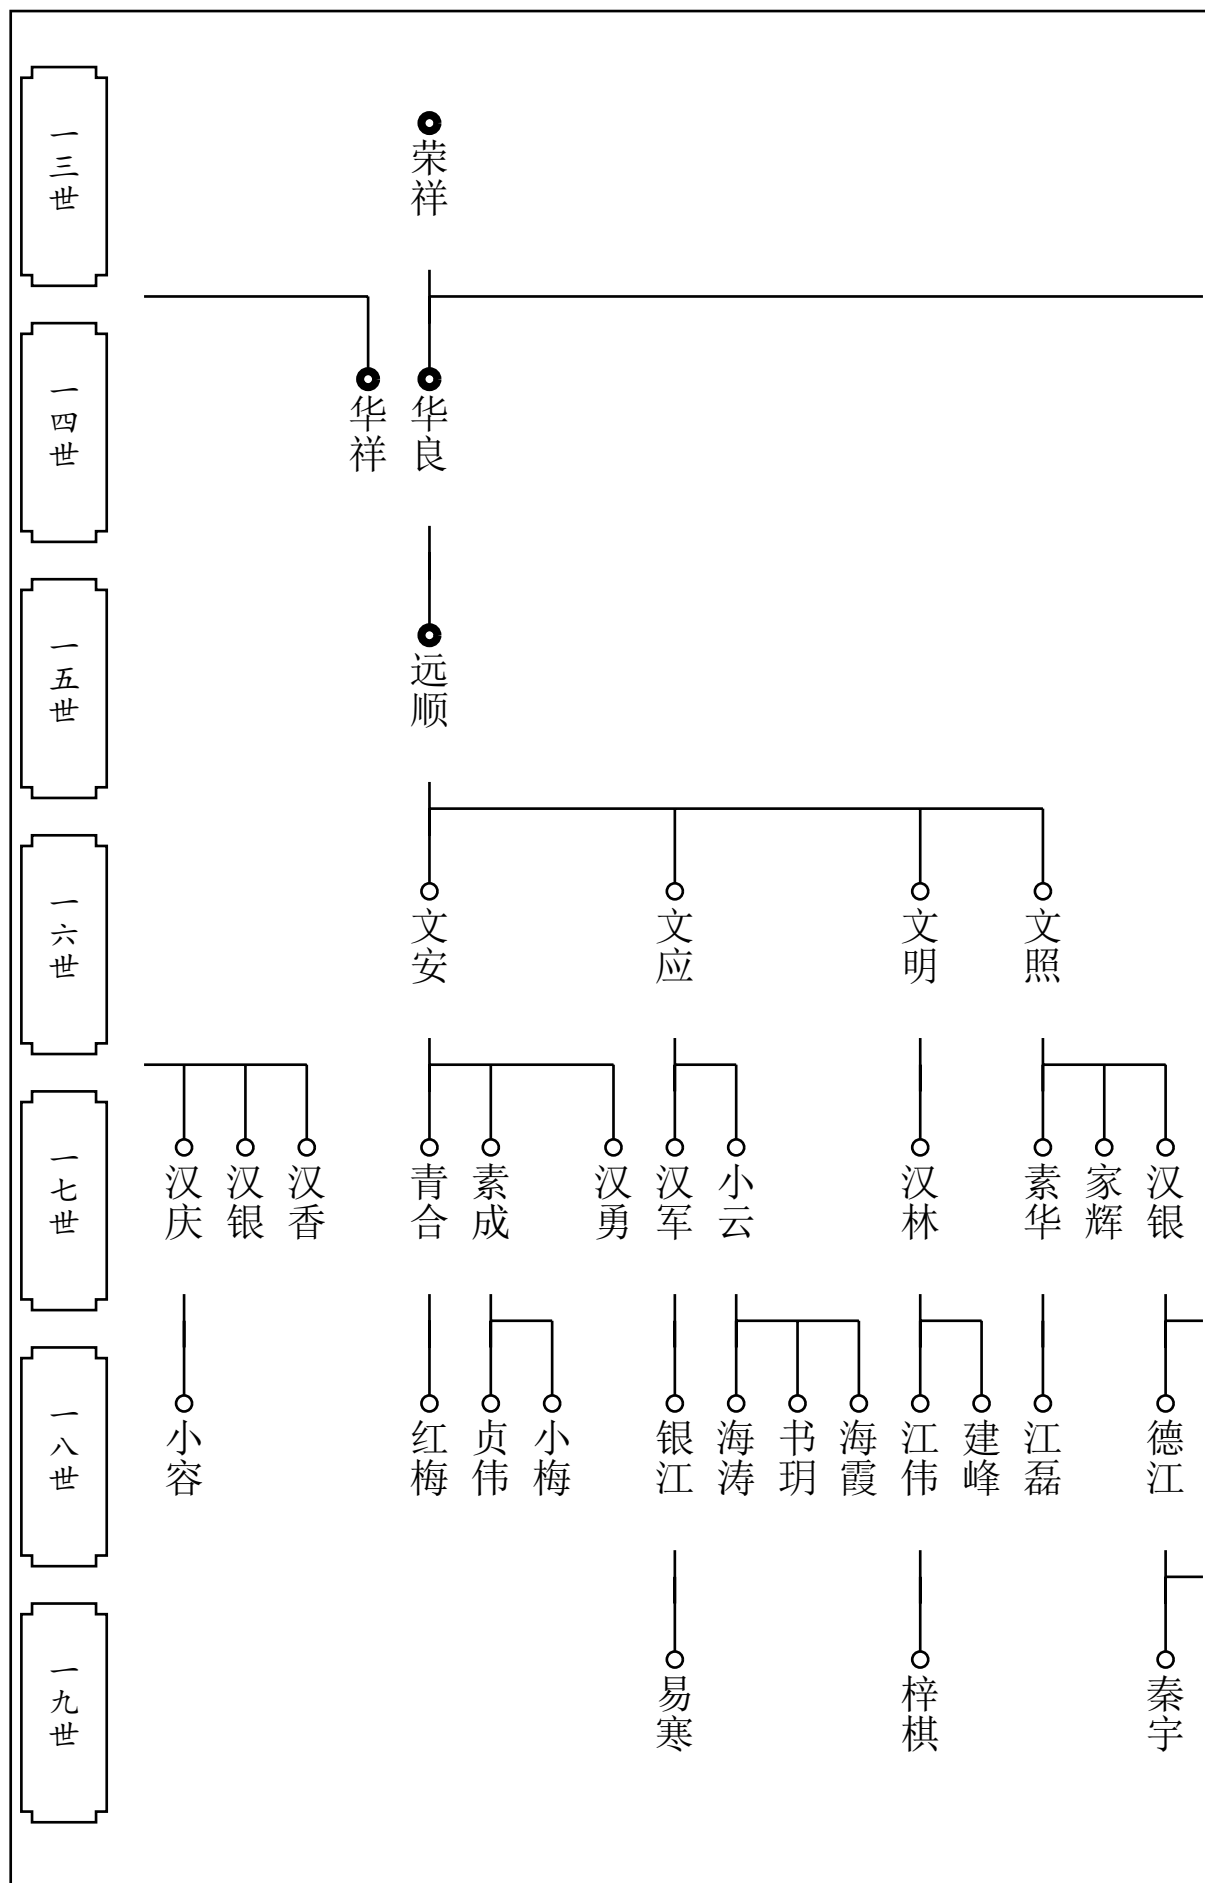 一三世
荣祥
一四世
华祥
华良
一五世
远顺
一六世
文安
文应
文明
文照
一七世
汉庆
汉银
汉香
青合
素成
汉勇
汉军
小云
汉林
素华
家辉
汉银
一八世
小容
红梅
贞伟
小梅
银江
海涛
书玥
海霞
江伟
建峰
江磊
德江
一九世
易寒
梓棋
秦宇